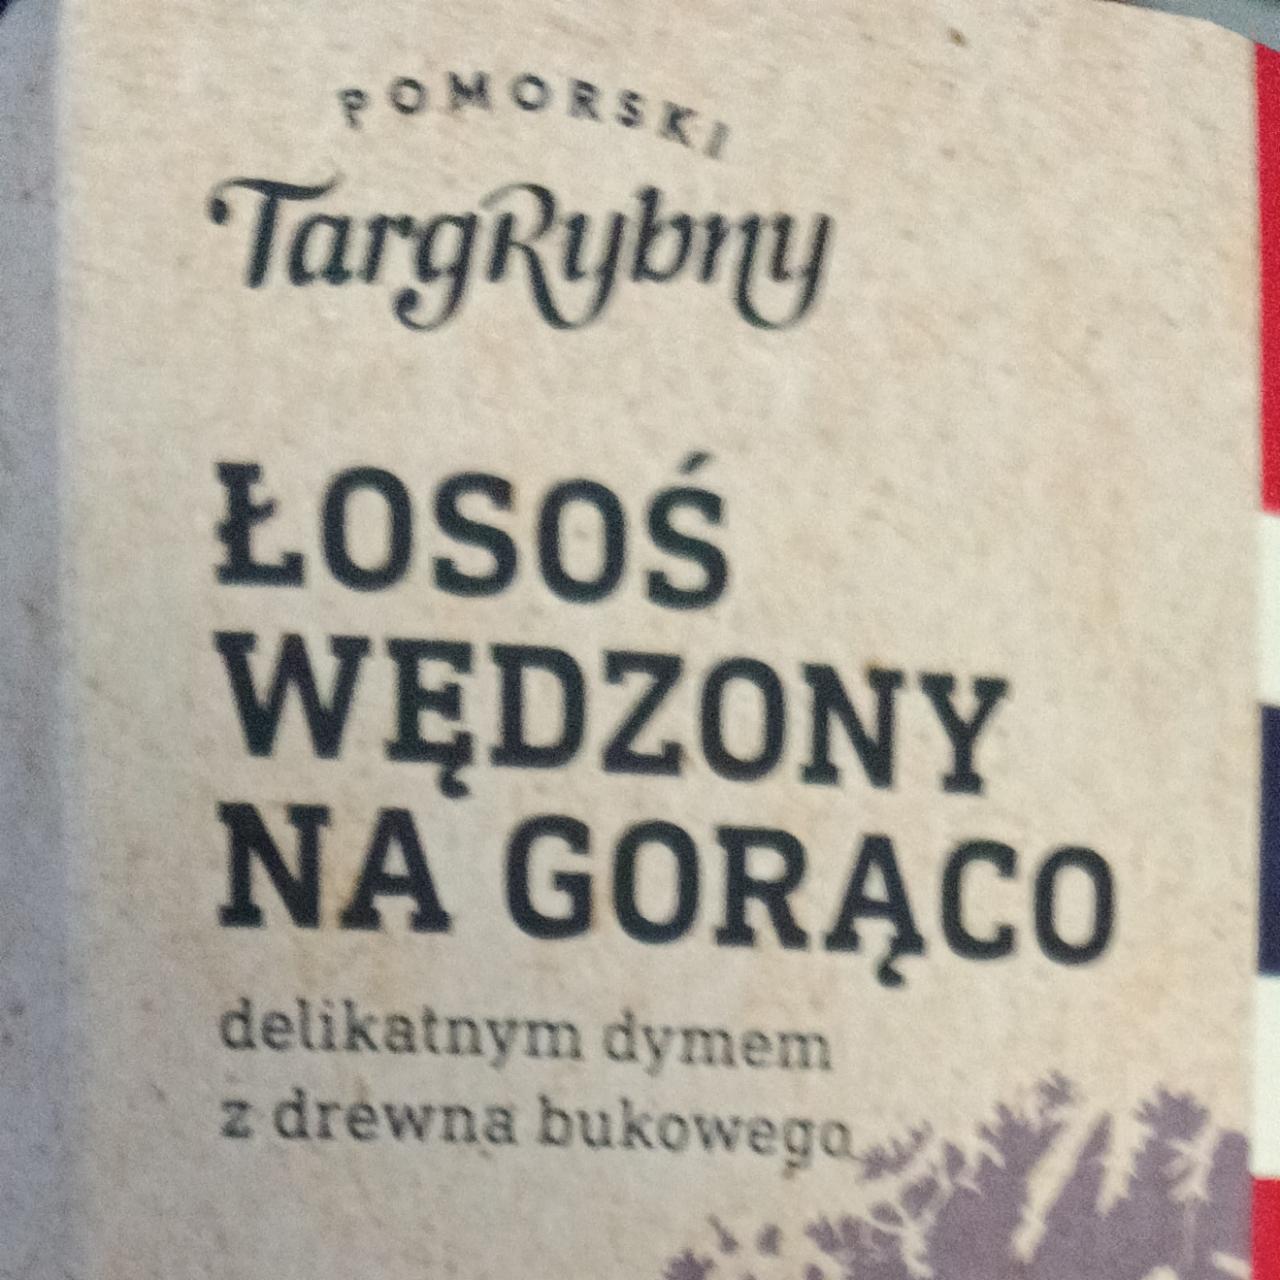 POMORSKI
TargRybny
ŁOSOŚ
WĘDZONY
NA GORĄCO
delikatnym dymem
z drewna bukowego